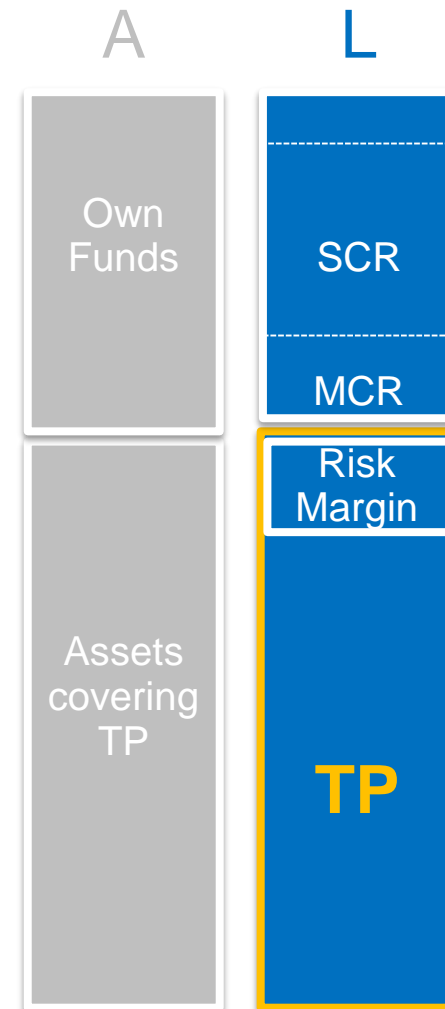 A
L
Own
Funds
SCR
MCR
Risk
Margin
Assets
covering
TP
TP